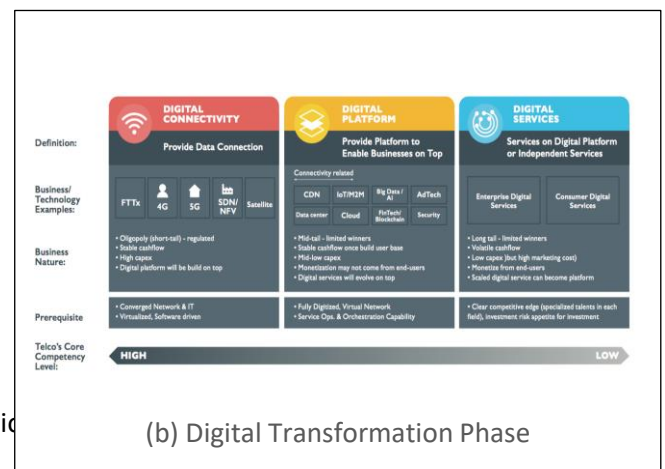 DIGITAL
CONNECTIVITY
DIGITAL
PLATFORM
DIGITAL
SERVICES
Definition:
Provide Data Connection
Provide Platform to
Enable Businesses on Top
Services on Digital Platform
or Independent Services
Business/
Technology
Examples:
FTTx
4G
5G
SDN/
NFV
Satellite
Connectivity related
CDN
IoT/M2M
Big Data /
AI
AdTech
Data center
Cloud
FinTech/
Blockchain
Security
Enterprise Digital
Services
Consumer Digital
Services
Business
Nature:
• Oligopoly (short-tail) - regulated
• Stable cashflow
• High capex
• Digital platform will be build on top
• Mid-tail - limited winners
• Stable cashflow once build user base
• Mid-low capex
• Monetization may not come from end-users
• Digital services will evolve on top
• Long tail - limited winners
• Volatile cashflow
• Low capex )but high marketing cost)
• Monetize from end-users
• Scaled digital service can become platform
Prerequisite
• Converged Network & IT
• Virtualized, Software driven
• Fully Digitized, Virtual Network
• Service Ops. & Orchestration Capability
• Clear competitive edge (specialized talents in each
field), investment risk appetite for investment
Telco's Core
Competency
Level:
HIGH
LOW
(b) Digital Transformation Phase